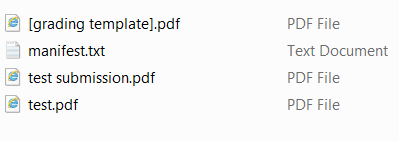 [grading template].pdf PDF File
manifest.txt Text Document
test submission.pdf PDF File
test.pdf PDF File